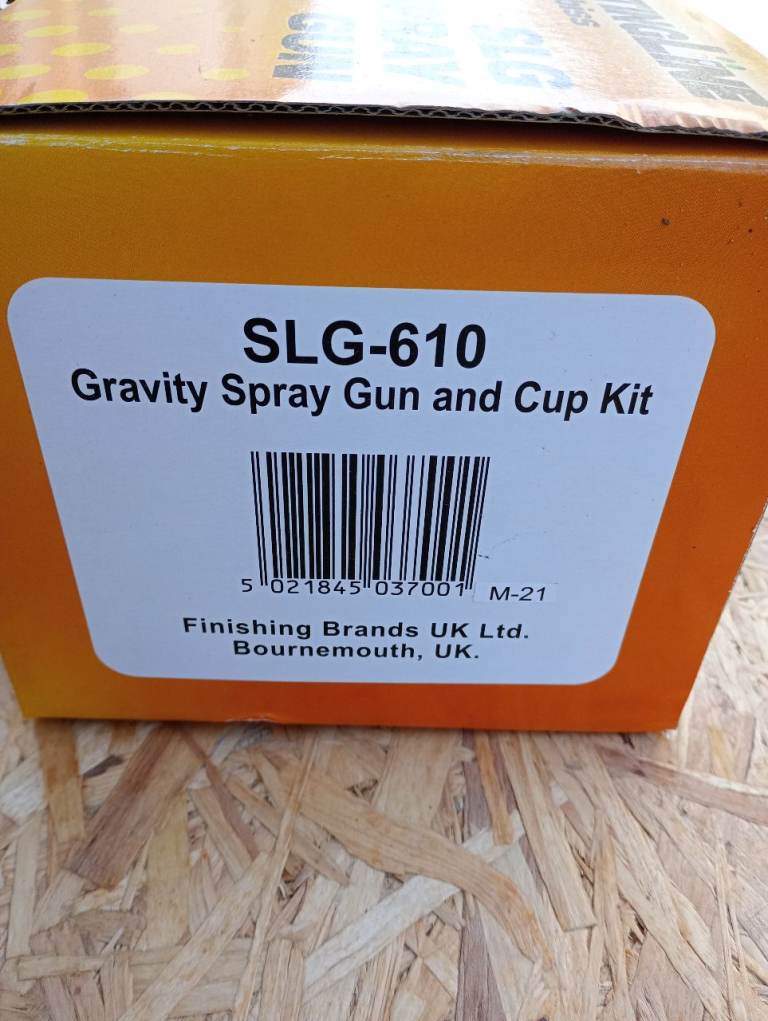 SLG-610
Gravity Spray Gun and Cup Kit
5 021845 037001 M-21
Finishing Brands UK Ltd.
Bournemouth, UK.